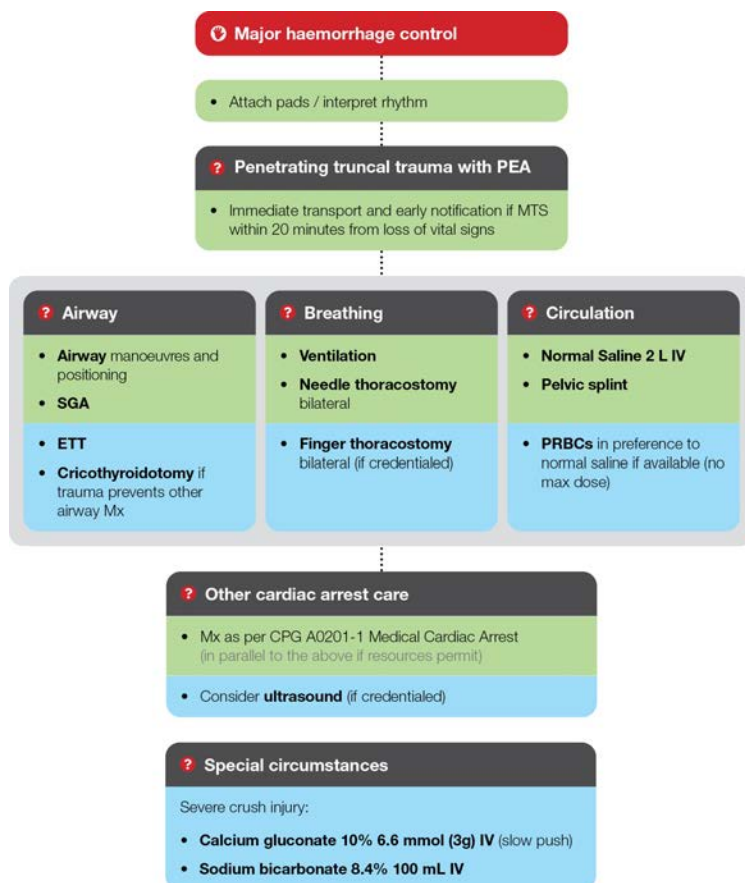 Major haemorrhage control
• Attach pads / interpret rhythm
? Penetrating truncal trauma with PEA
• Immediate transport and early notification if MTS
within 20 minutes from loss of vital signs
? Airway
• Airway manoeuvres and
positioning
• SGA
• ETT
• Cricothyroidotomy if
trauma prevents other
airway Mx
? Breathing
• Ventilation
• Needle thoracostomy
bilateral
• Finger thoracostomy
bilateral (if credentialed)
? Circulation
• Normal Saline 2 L IV
• Pelvic splint
• PRBCs in preference to
normal saline if available (no
max dose)
? Other cardiac arrest care
• Mx as per CPG A0201-1 Medical Cardiac Arrest
(in parallel to the above if resources permit)
• Consider ultrasound (if credentialed)
? Special circumstances
Severe crush injury:
• Calcium gluconate 10% 6.6 mmol (3g) IV (slow push)
• Sodium bicarbonate 8.4% 100 mL IV